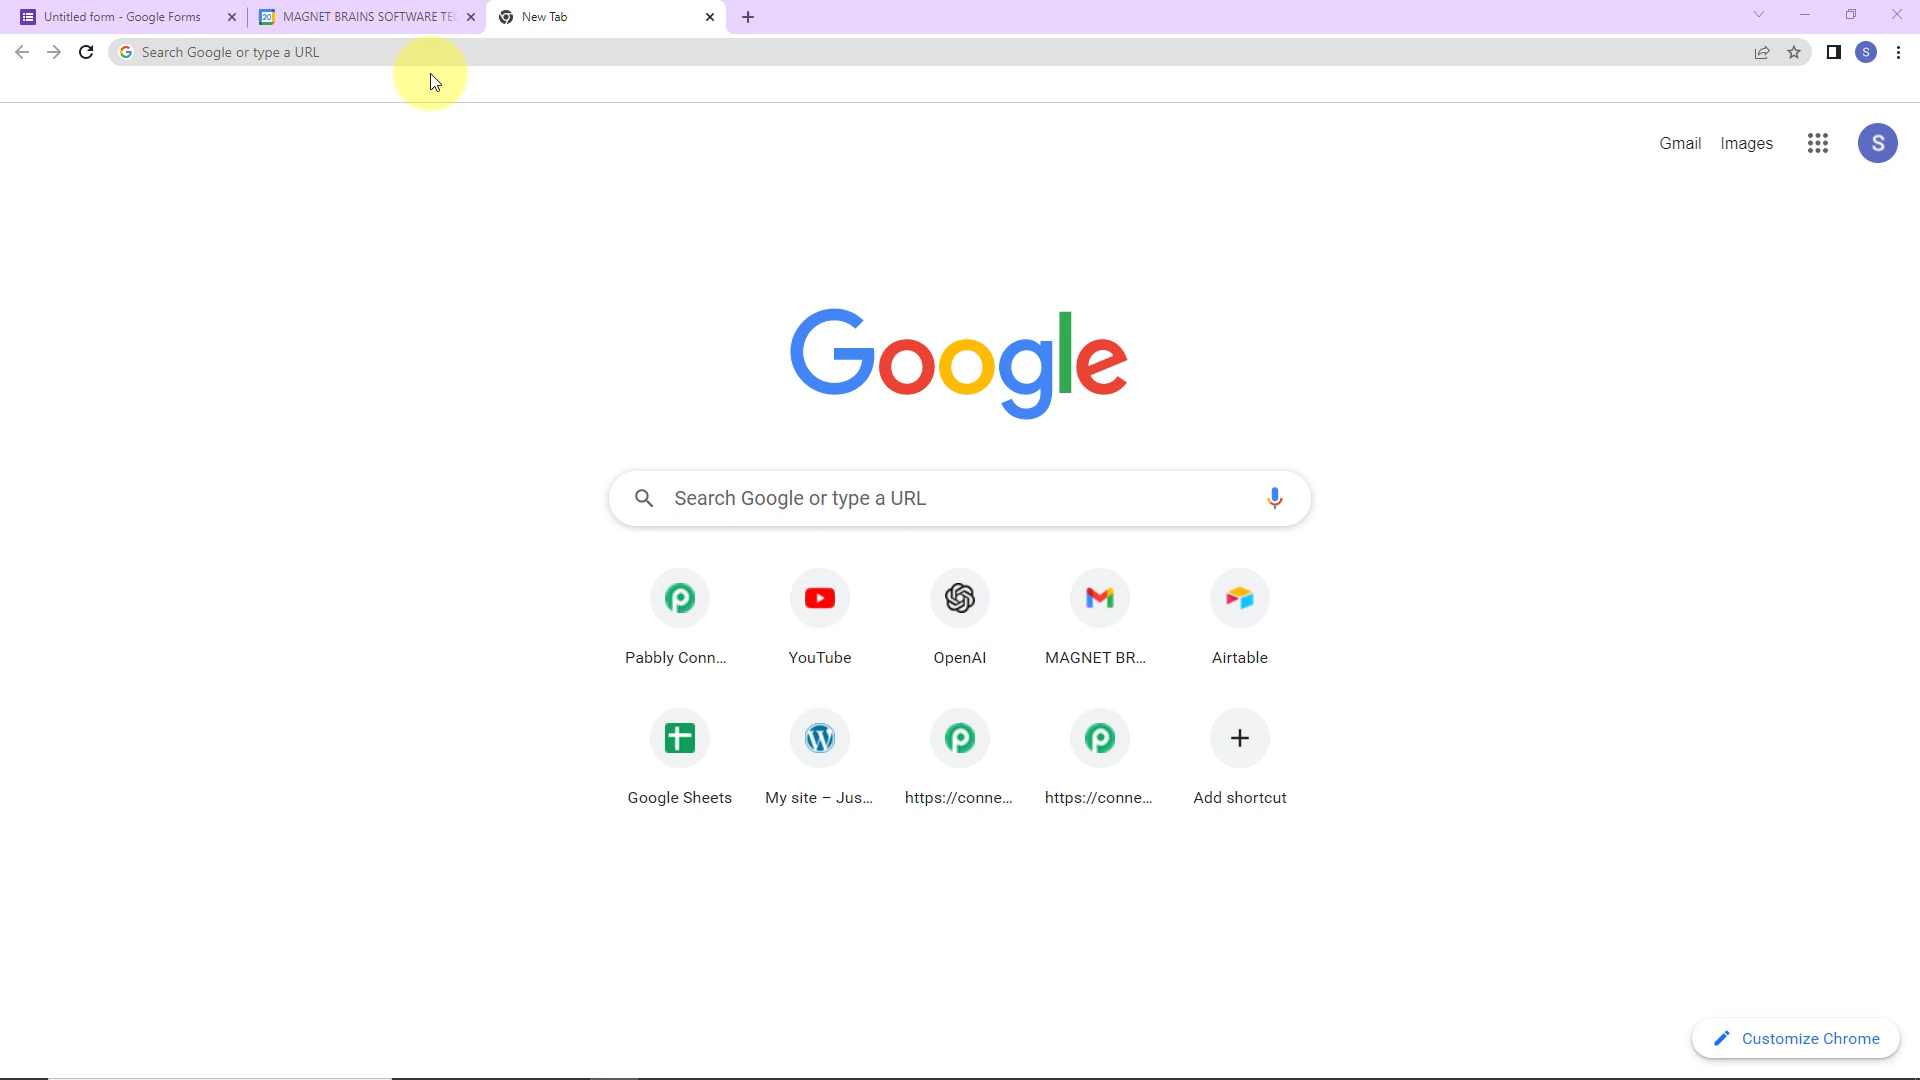 Untitled form - Google Forms
MAGNET BRAINS SOFTWARE TEC
New Tab
Search Google or type a URL
S
Gmail
Images
S
Google
Search Google or type a URL
Pabbly Conn...
YouTube
OpenAI
MAGNET BR...
Airtable
Google Sheets
My site – Jus...
https://conne...
https://conne...
Add shortcut
Customize Chrome